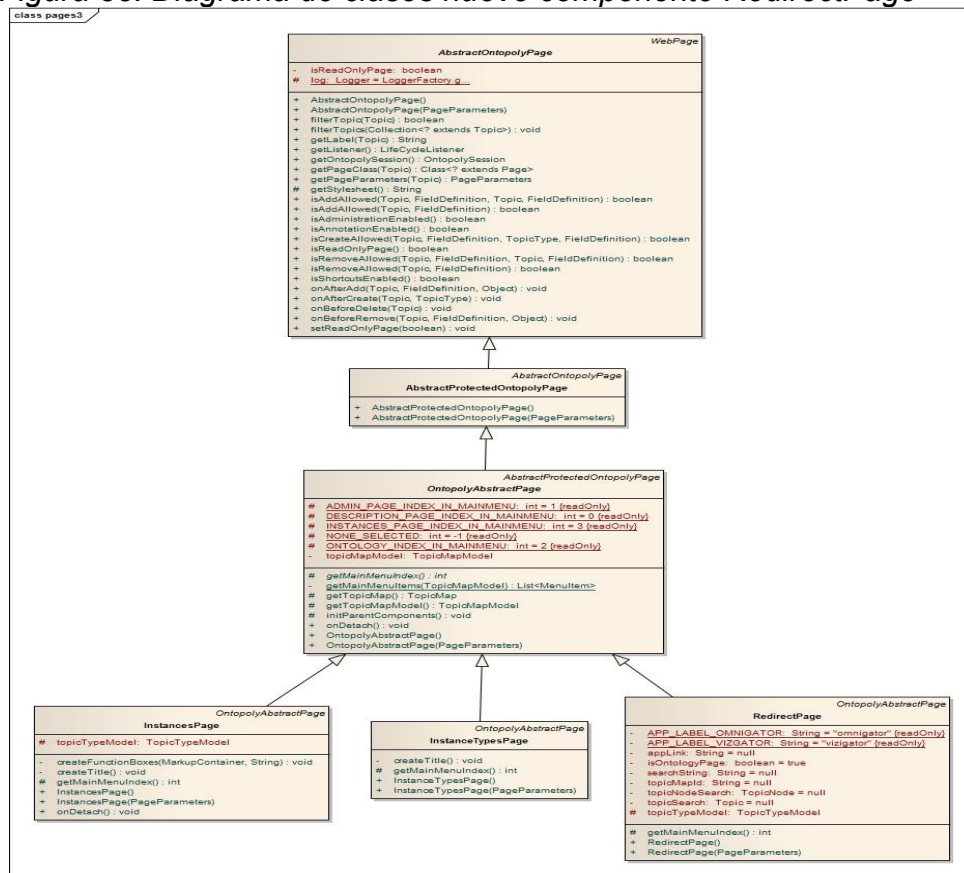 class pages3
WebPage
AbstractOntopolyPage
- isReadOnlyPage: boolean
# log: Logger = LoggerFactory.g...
+ AbstractOntopolyPage()
+ AbstractOntopolyPage(PageParameters)
+ filterTopic(Topic) : boolean
+ filterTopics(Collection<? extends Topic>) : void
+ getLabel(Topic) : String
+ getListener() : LifeCycleListener
+ getOntopolySession() : OntopolySession
+ getPageClass(Topic) : Class<? extends Page>
+ getPageParameters(Topic) : PageParameters
# getStylesheet() : String
+ isAddAllowed(Topic, FieldDefinition, Topic, FieldDefinition) : boolean
+ isAddAllowed(Topic, FieldDefinition) : boolean
+ isAdministrationEnabled() : boolean
+ isAnnotationEnabled() : boolean
+ isCreateAllowed(Topic, FieldDefinition, TopicType, FieldDefinition) : boolean
+ isReadOnlyPage() : boolean
+ isRemoveAllowed(Topic, FieldDefinition, Topic, FieldDefinition) : boolean
+ isRemoveAllowed(Topic, FieldDefinition) : boolean
+ isShortcutsEnabled() : boolean
+ onAfterAdd(Topic, FieldDefinition, Object) : void
+ onAfterCreate(Topic, TopicType) : void
+ onBeforeDelete(Topic) : void
+ onBeforeRemove(Topic, FieldDefinition, Object) : void
+ setReadOnlyPage(boolean) : void
AbstractOntopolyPage
AbstractProtectedOntopolyPage
+ AbstractProtectedOntopolyPage()
+ AbstractProtectedOntopolyPage(PageParameters)
AbstractProtectedOntopolyPage
OntopolyAbstractPage
# ADMIN_PAGE_INDEX_IN_MAINMENU: int = 1 {readOnly}
# DESCRIPTION_PAGE_INDEX_IN_MAINMENU: int = 0 {readOnly}
# INSTANCES_PAGE_INDEX_IN_MAINMENU: int = 3 {readOnly}
# NONE_SELECTED: int = -1 {readOnly}
# ONTOLOGY_INDEX_IN_MAINMENU: int = 2 {readOnly}
- topicMapModel: TopicMapModel
# getMainMenuIndex() : int
- getMainMenuItems(TopicMapModel) : List<MenuItem>
# getTopicMap() : TopicMap
# getTopicMapModel() : TopicMapModel
# initParentComponents() : void
+ onDetach() : void
+ OntopolyAbstractPage()
+ OntopolyAbstractPage(PageParameters)
OntopolyAbstractPage
InstancesPage
# topicTypeModel: TopicTypeModel
- createFunctionBoxes(MarkupContainer, String) : void
- createTitle() : void
# getMainMenuIndex() : int
+ InstancesPage()
+ InstancesPage(PageParameters)
+ onDetach() : void
OntopolyAbstractPage
InstanceTypesPage
- createTitle() : void
# getMainMenuIndex() : int
+ InstanceTypesPage()
+ InstanceTypesPage(PageParameters)
OntopolyAbstractPage
RedirectPage
- APP_LABEL_OMNIGATOR: String = "omnigator" {readOnly}
- APP_LABEL_VIZGATOR: String = "vizigator" {readOnly}
- appLink: String = null
- isOntologyPage: boolean = true
- searchString: String = null
- topicMapId: String = null
- topicNodeSearch: TopicNode = null
- topicSearch: Topic = null
# topicTypeModel: TopicTypeModel
# getMainMenuIndex() : int
+ RedirectPage()
+ RedirectPage(PageParameters)